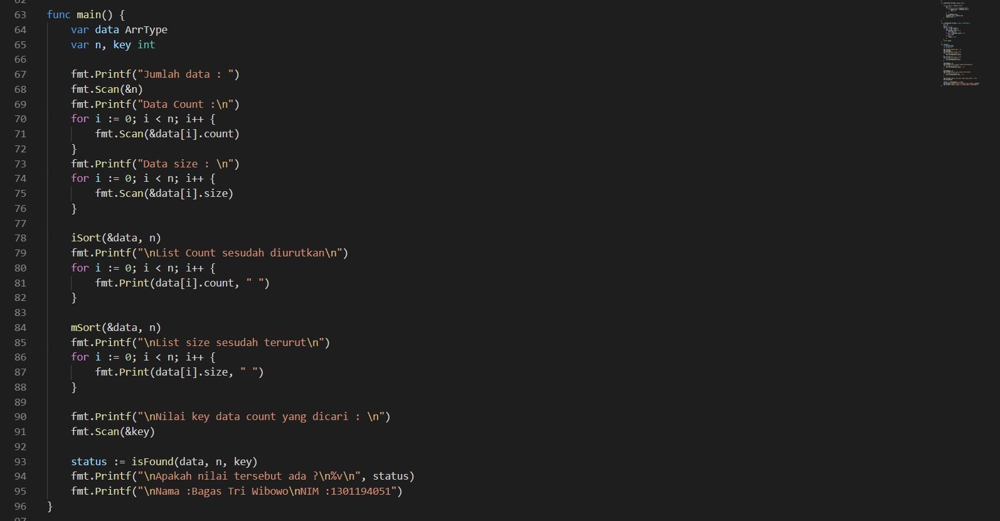 63 func main() {
64     var data ArrType
65     var n, key int
66
67     fmt.Printf("Jumlah data : ")
68     fmt.Scan(&n)
69     fmt.Printf("Data Count :\n")
70     for i := 0; i < n; i++ {
71         fmt.Scan(&data[i].count)
72     }
73     fmt.Printf("Data size : \n")
74     for i := 0; i < n; i++ {
75         fmt.Scan(&data[i].size)
76     }
77
78     iSort(&data, n)
79     fmt.Printf("\nList Count sesudah diurutkan\n")
80     for i := 0; i < n; i++ {
81         fmt.Print(data[i].count, " ")
82     }
83
84     mSort(&data, n)
85     fmt.Printf("\nList size sesudah terurut\n")
86     for i := 0; i < n; i++ {
87         fmt.Print(data[i].size, " ")
88     }
89
90     fmt.Printf("\nNilai key data count yang dicari : \n")
91     fmt.Scan(&key)
92
93     status := isFound(data, n, key)
94     fmt.Printf("\nApakah nilai tersebut ada ?\n%v\n", status)
95     fmt.Printf("\nNama :Bagas Tri Wibowo\nNIM :1301194051")
96 }